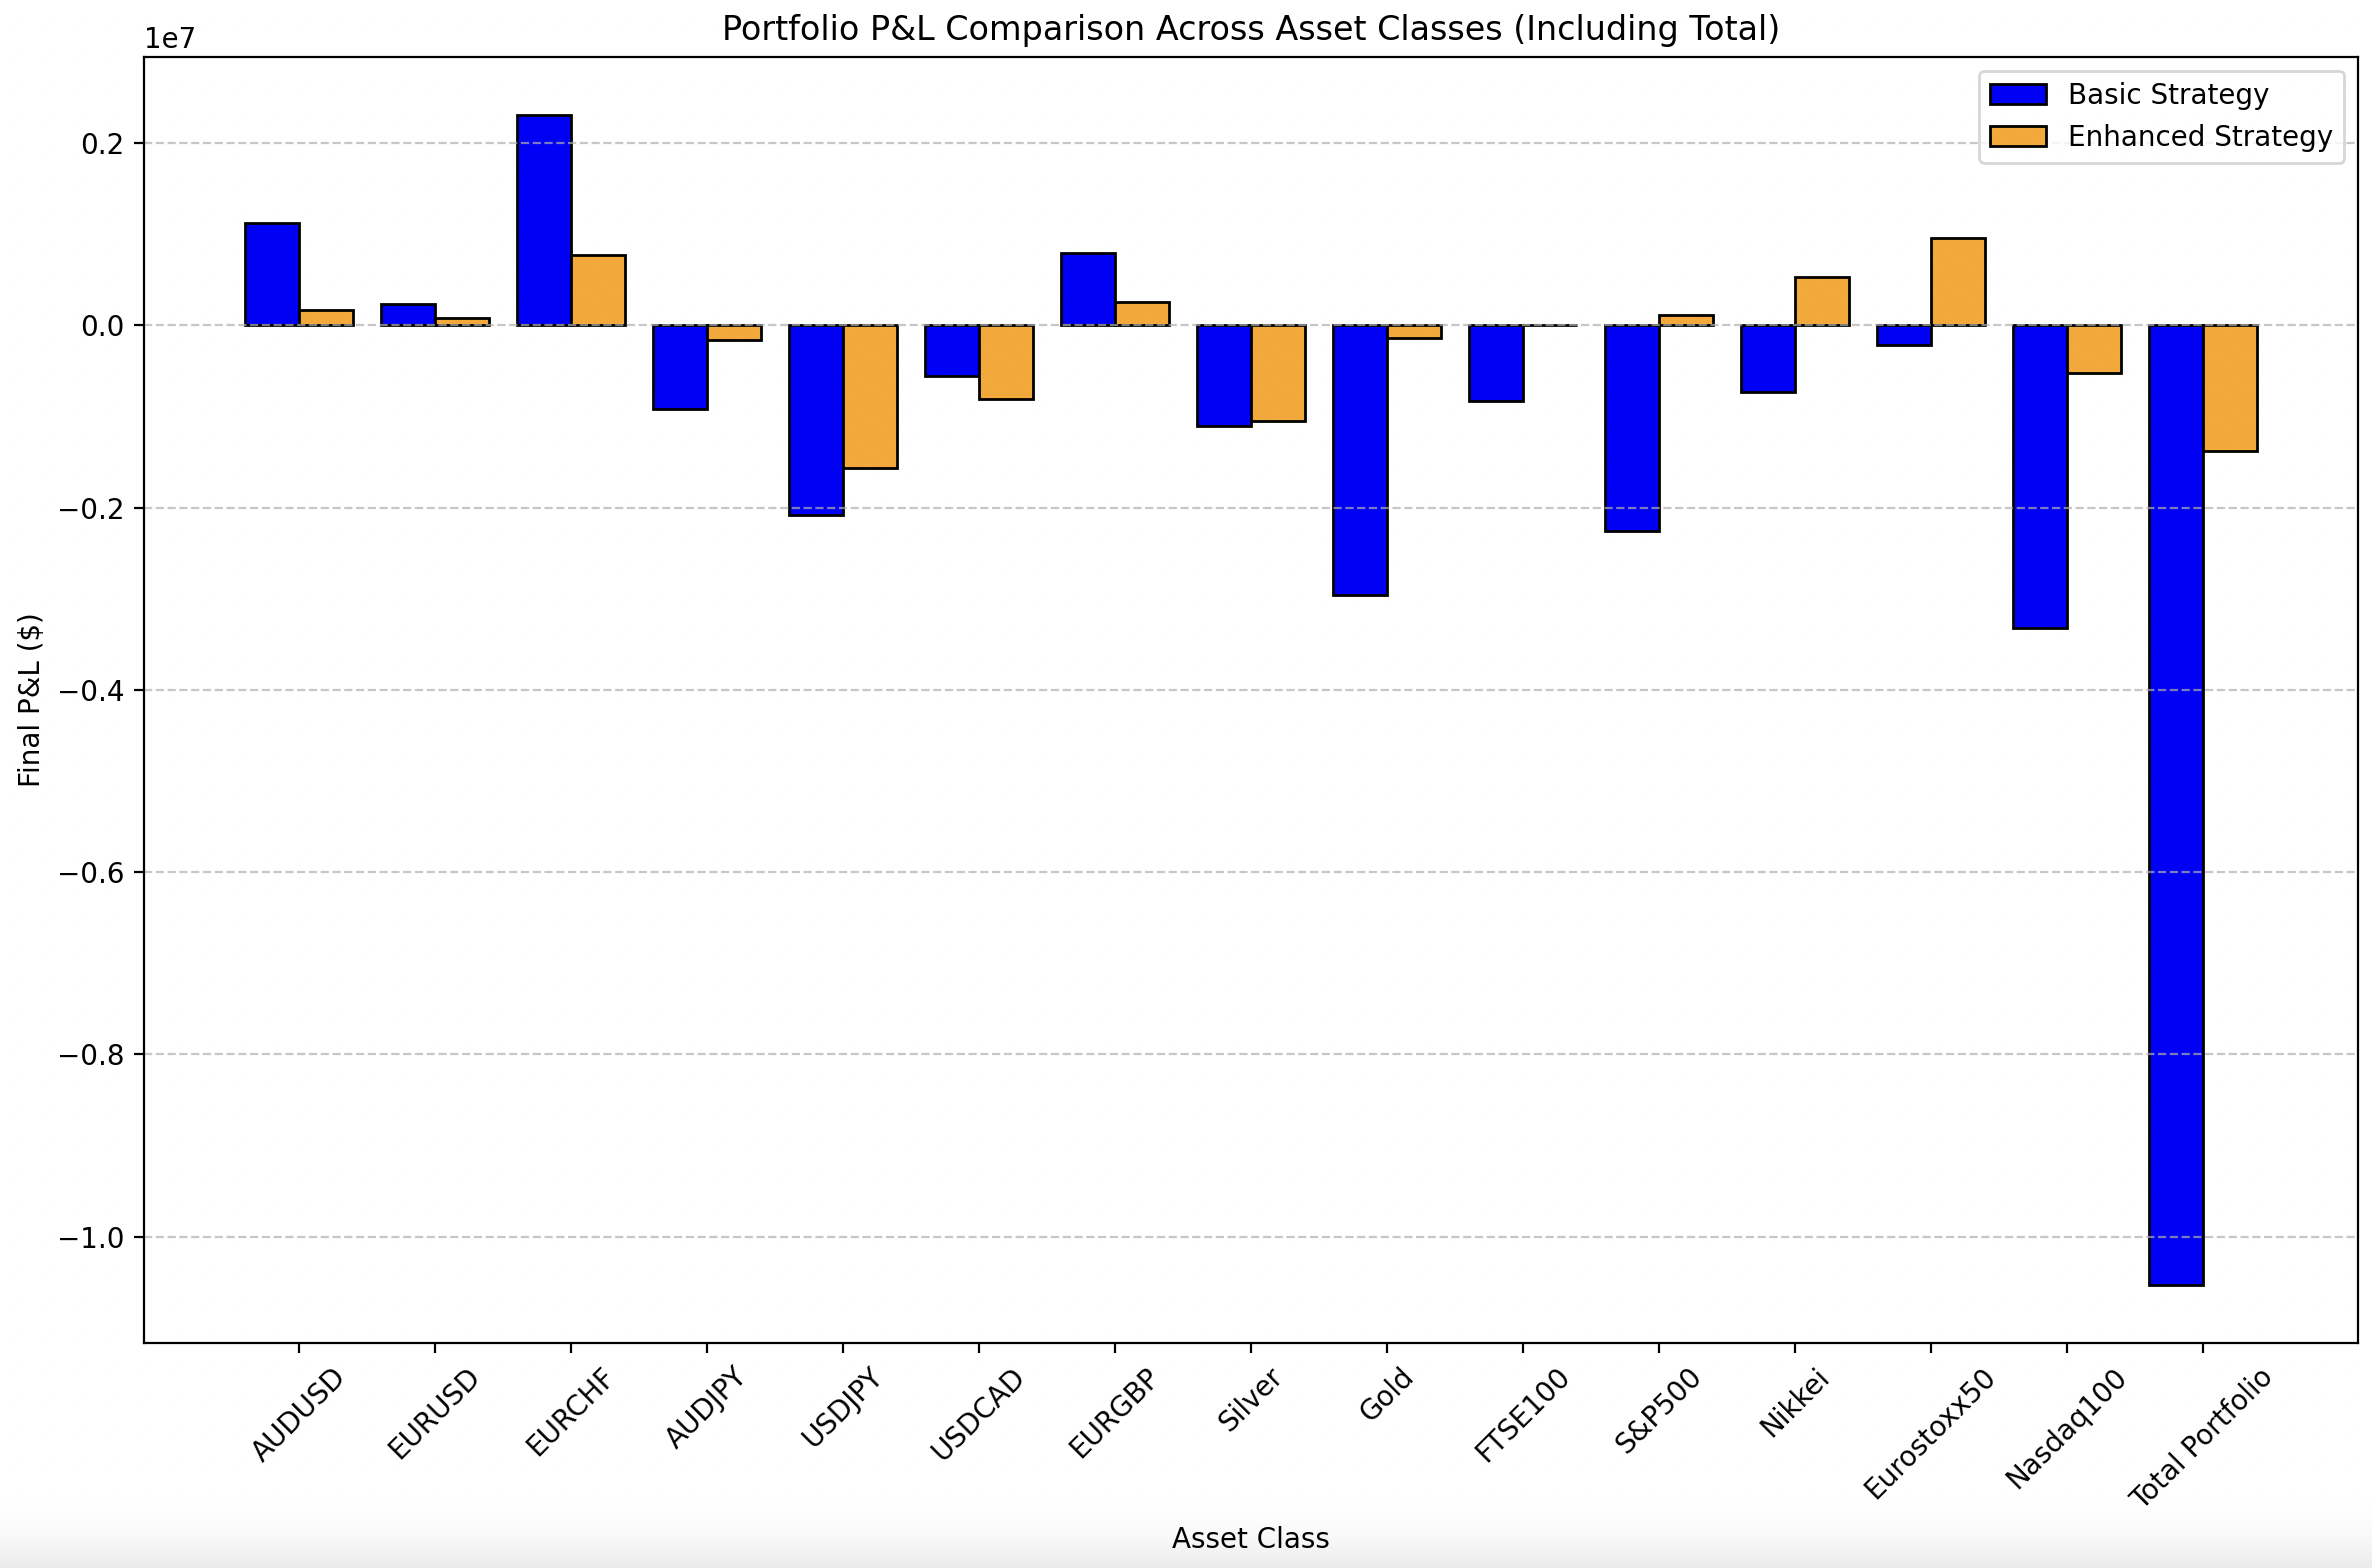 Portfolio P&L Comparison Across Asset Classes (Including Total)
1e7
Basic Strategy
Enhanced Strategy
0.2
0.0
−0.2
−0.4
−0.6
−0.8
−1.0
Final P&L ($)
AUDUSD
EURUSD
EURCHF
AUDJPY
USDJPY
USDCAD
EURGBP
Silver
Gold
FTSE100
S&P500
Nikkei
Eurostoxx50
Nasdaq100
Total Portfolio
Asset Class